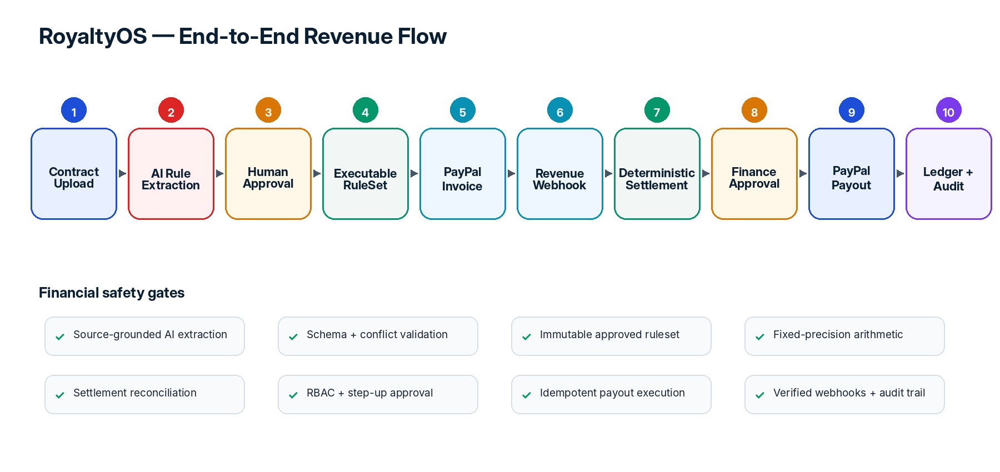 RoyaltyOS — End-to-End Revenue Flow
1
2
3
4
5
6
7
8
9
10
Contract
Upload
AI Rule
Extraction
Human
Approval
Executable
RuleSet
PayPal
Invoice
Revenue
Webhook
Deterministic
Settlement
Finance
Approval
PayPal
Payout
Ledger +
Audit
Financial safety gates
Source-grounded AI extraction
Schema + conflict validation
Immutable approved ruleset
Fixed-precision arithmetic
Settlement reconciliation
RBAC + step-up approval
Idempotent payout execution
Verified webhooks + audit trail